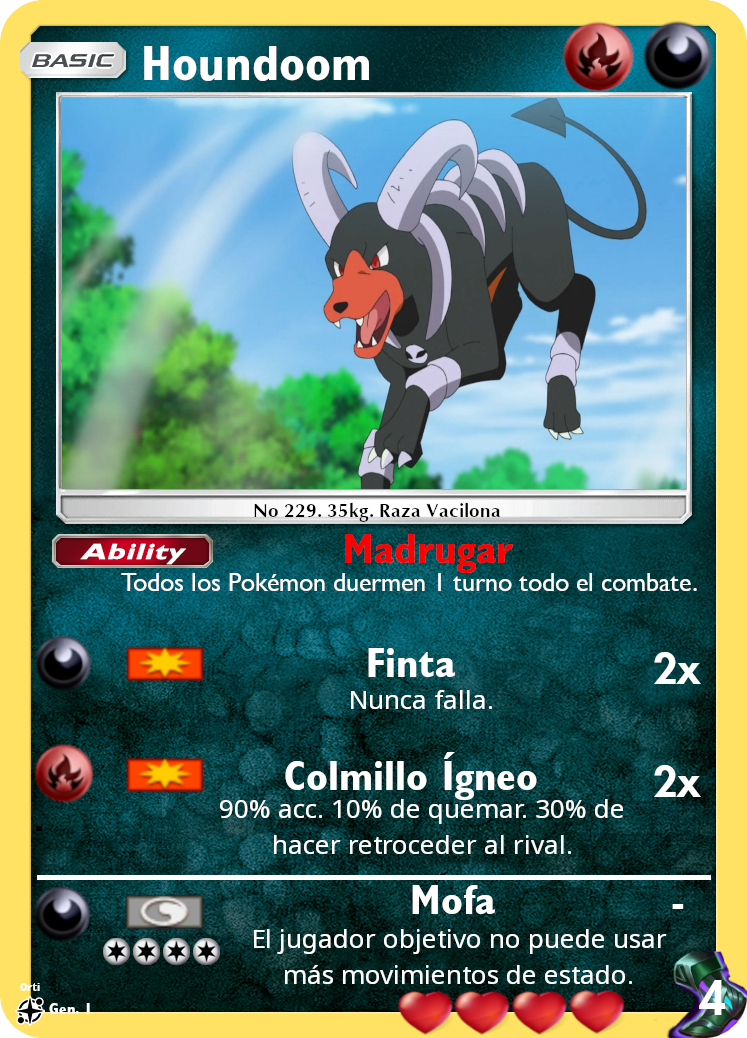 BASIC Houndoom
No 229. 35kg. Raza Vacilona
Ability Madrugar
Todos los Pokémon duermen 1 turno todo el combate.
Finta 2x
Nunca falla.
Colmillo Ígneo 2x
90% acc. 10% de quemar. 30% de
hacer retroceder al rival.
Mofa -
El jugador objetivo no puede usar
más movimientos de estado.
Orti
Gen. 1
4